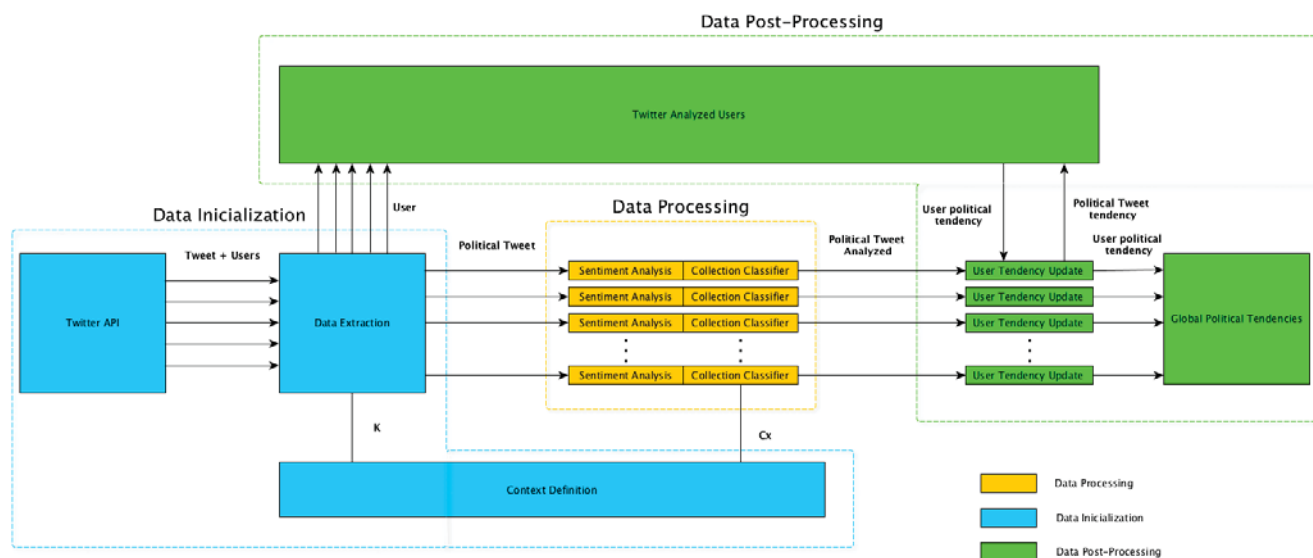 Data Post-Processing
Twitter Analyzed Users
User
User political
tendency
Political Tweet
tendency
User political
tendency
Data Inicialization
Data Processing
Tweet + Users
Political Tweet
Political Tweet
Analyzed
Twitter API
Data Extraction
Sentiment Analysis
Collection Classifier
User Tendency Update
Sentiment Analysis
Collection Classifier
User Tendency Update
Sentiment Analysis
Collection Classifier
User Tendency Update
Sentiment Analysis
Collection Classifier
User Tendency Update
Global Political Tendencies
K
Cx
Context Definition
Data Processing
Data Inicialization
Data Post-Processing